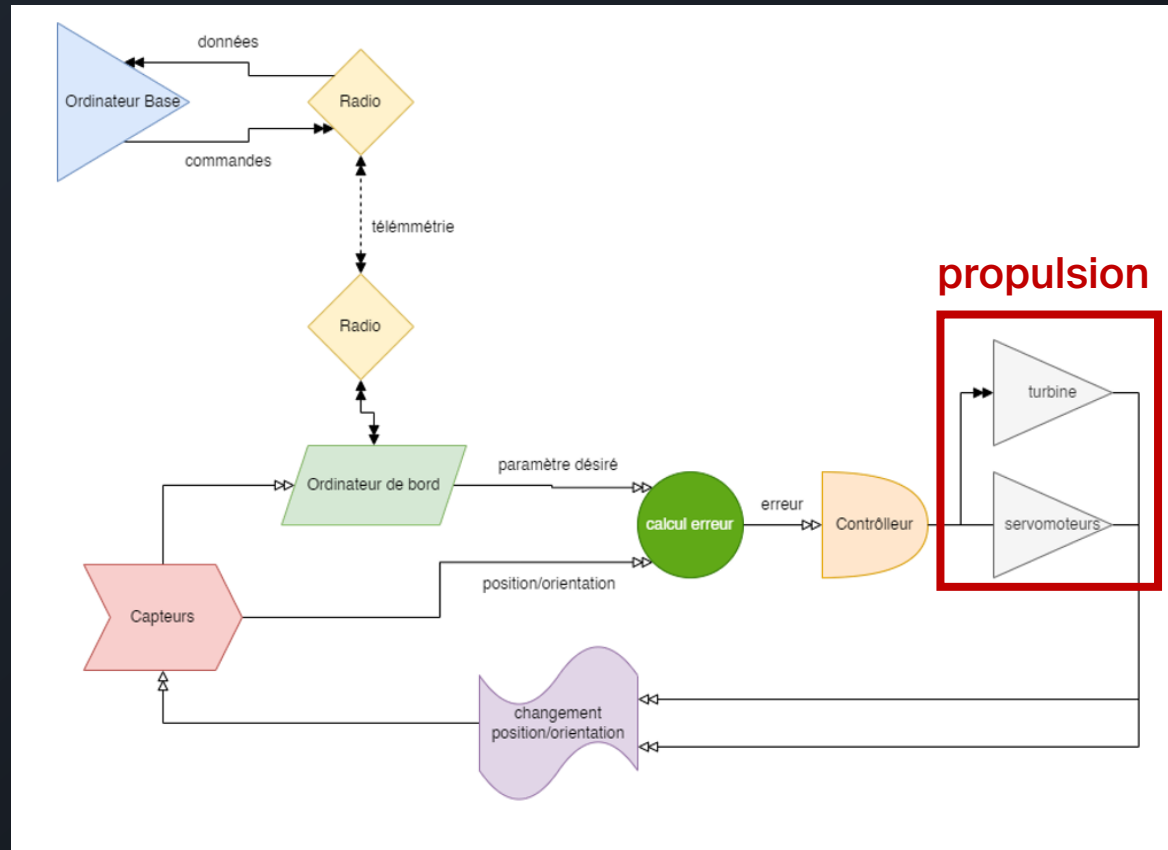 données
Ordinateur Base
Radio
commandes
télémmétrie
Radio
propulsion
turbine
Ordinateur de bord
paramètre désiré
calcul erreur
erreur
Contrôlleur
servomoteurs
position/orientation
Capteurs
changement
position/orientation